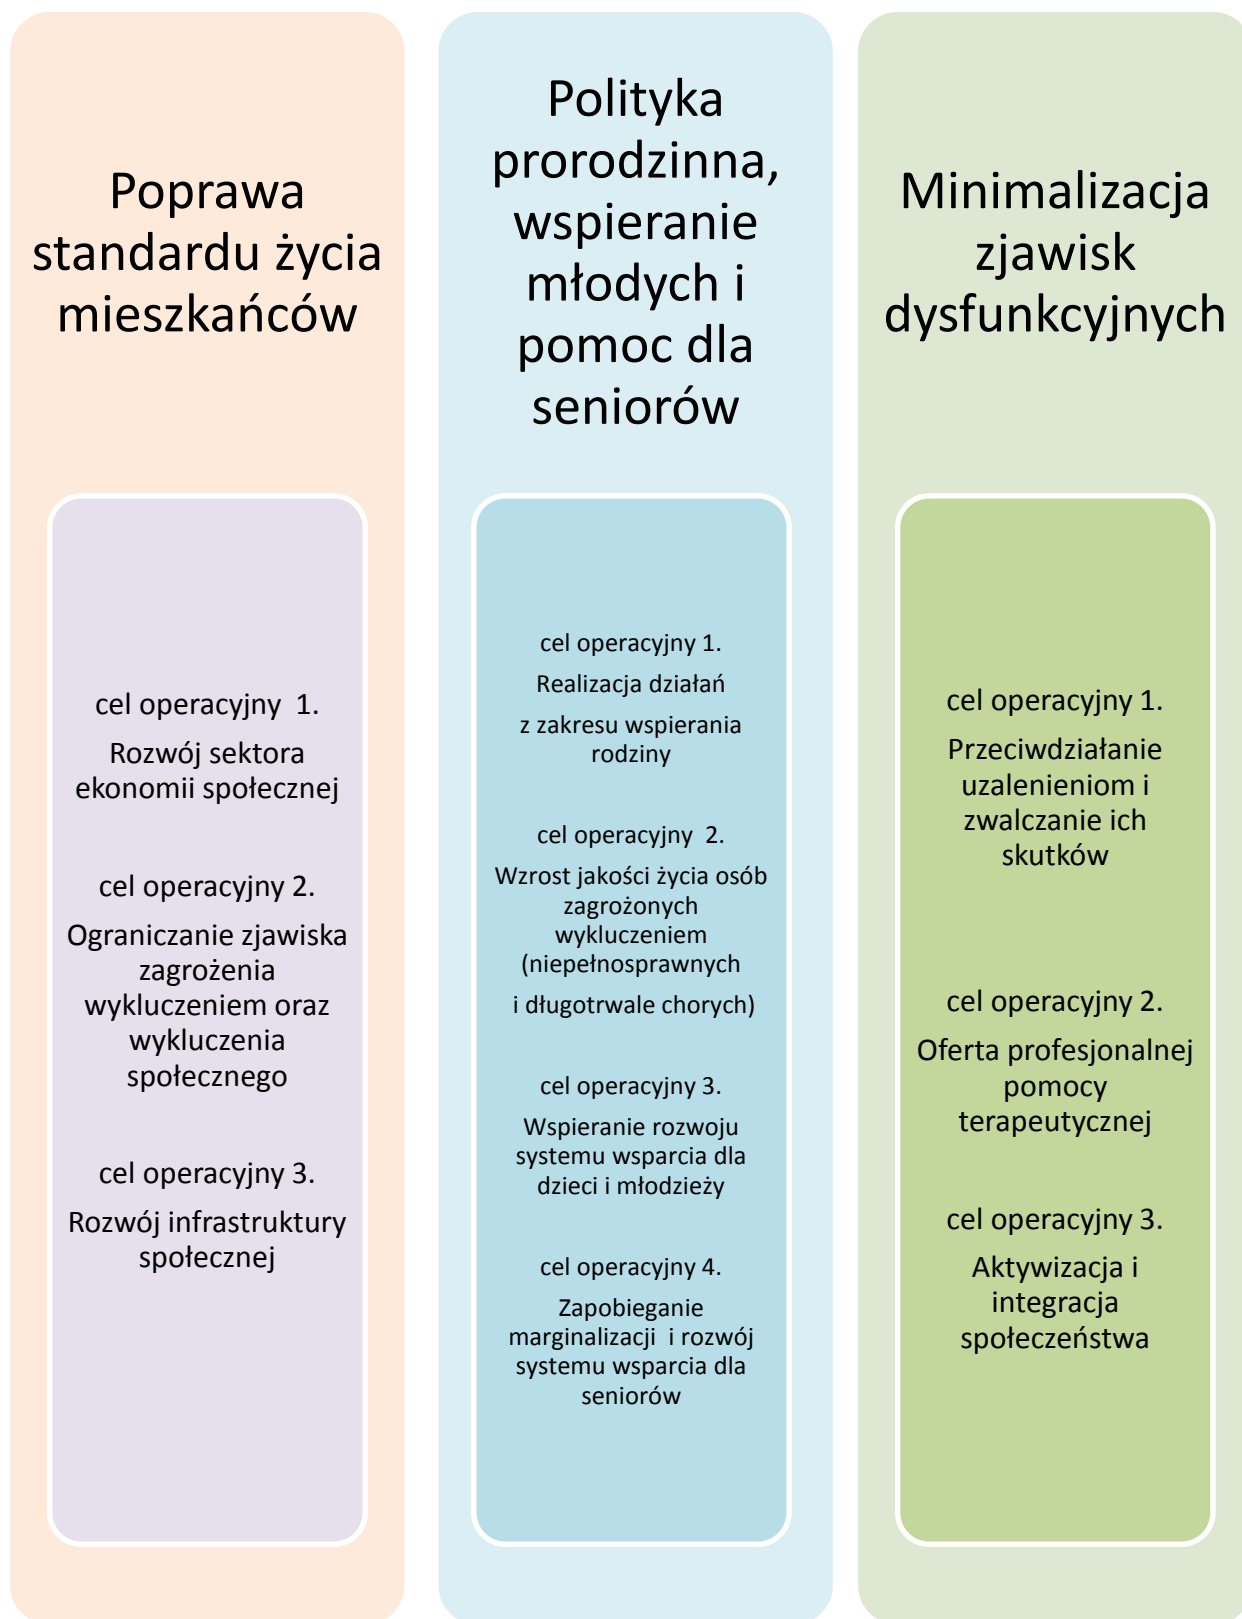 Poprawa
standardu życia
mieszkańców
cel operacyjny  1.
Rozwój sektora
ekonomii społecznej
cel operacyjny 2.
Ograniczanie zjawiska
zagrożenia
wykluczeniem oraz
wykluczenia
społecznego
cel operacyjny 3.
Rozwój infrastruktury
społecznej
Polityka
prorodzinna,
wspieranie
młodych i
pomoc dla
seniorów
cel operacyjny 1.
Realizacja działań
z zakresu wspierania
rodziny
cel operacyjny  2.
Wzrost jakości życia osób
zagrożonych
wykluczeniem
(niepełnosprawnych
i długotrwale chorych)
cel operacyjny 3.
Wspieranie rozwoju
systemu wsparcia dla
dzieci i młodzieży
cel operacyjny 4.
Zapobieganie
marginalizacji  i rozwój
systemu wsparcia dla
seniorów
Minimalizacja
zjawisk
dysfunkcyjnych
cel operacyjny 1.
Przeciwdziałanie
uzalenieniom i
zwalczanie ich
skutków
cel operacyjny 2.
Oferta profesjonalnej
pomocy
terapeutycznej
cel operacyjny 3.
Aktywizacja i
integracja
społeczeństwa